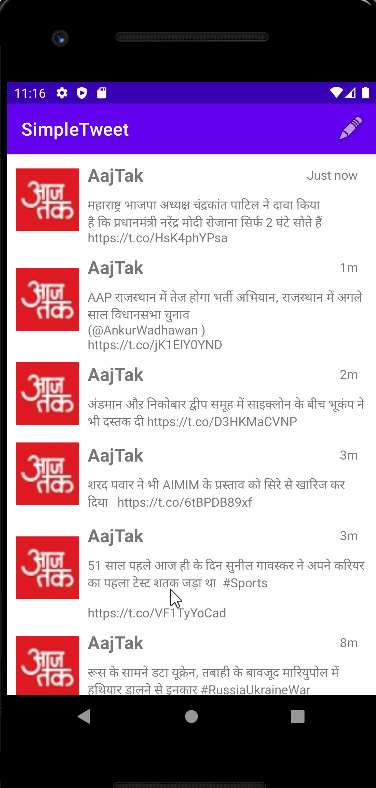 11:16
SimpleTweet
आज तक
AajTak
Just now
महाराष्ट्र भाजपा अध्यक्ष चंद्रकांत पाटिल ने दावा किया
है कि प्रधानमंत्री नरेंद्र मोदी रोजाना सिर्फ 2 घंटे सोते हैं
https://t.co/HsK4phYPsa
आज तक
AajTak
1m
AAP राजस्थान में तेज होगा भर्ती अभियान, राजस्थान में अगले
साल विधानसभा चुनाव
(@AnkurWadhawan )
https://t.co/jK1ElY0YND
आज तक
AajTak
2m
अंडमान और निकोबार द्वीप समूह में साइक्लोन के बीच भूकंप ने
भी दस्तक दी https://t.co/D3HKMaCVNP
आज तक
AajTak
3m
शरद पवार ने भी AIMIM के प्रस्ताव को सिरे से खारिज कर
दिया https://t.co/6tBPDB89xf
आज तक
AajTak
3m
51 साल पहले आज ही के दिन सुनील गावस्कर ने अपने करियर
का पहला टेस्ट शतक जड़ा था #Sports
https://t.co/VF1TyYoCad
आज तक
AajTak
8m
रूस के सामने डटा यूक्रेन, तबाही के बावजूद मारियुपोल में
हथियार डालने से इनकार #RussiaUkraineWar